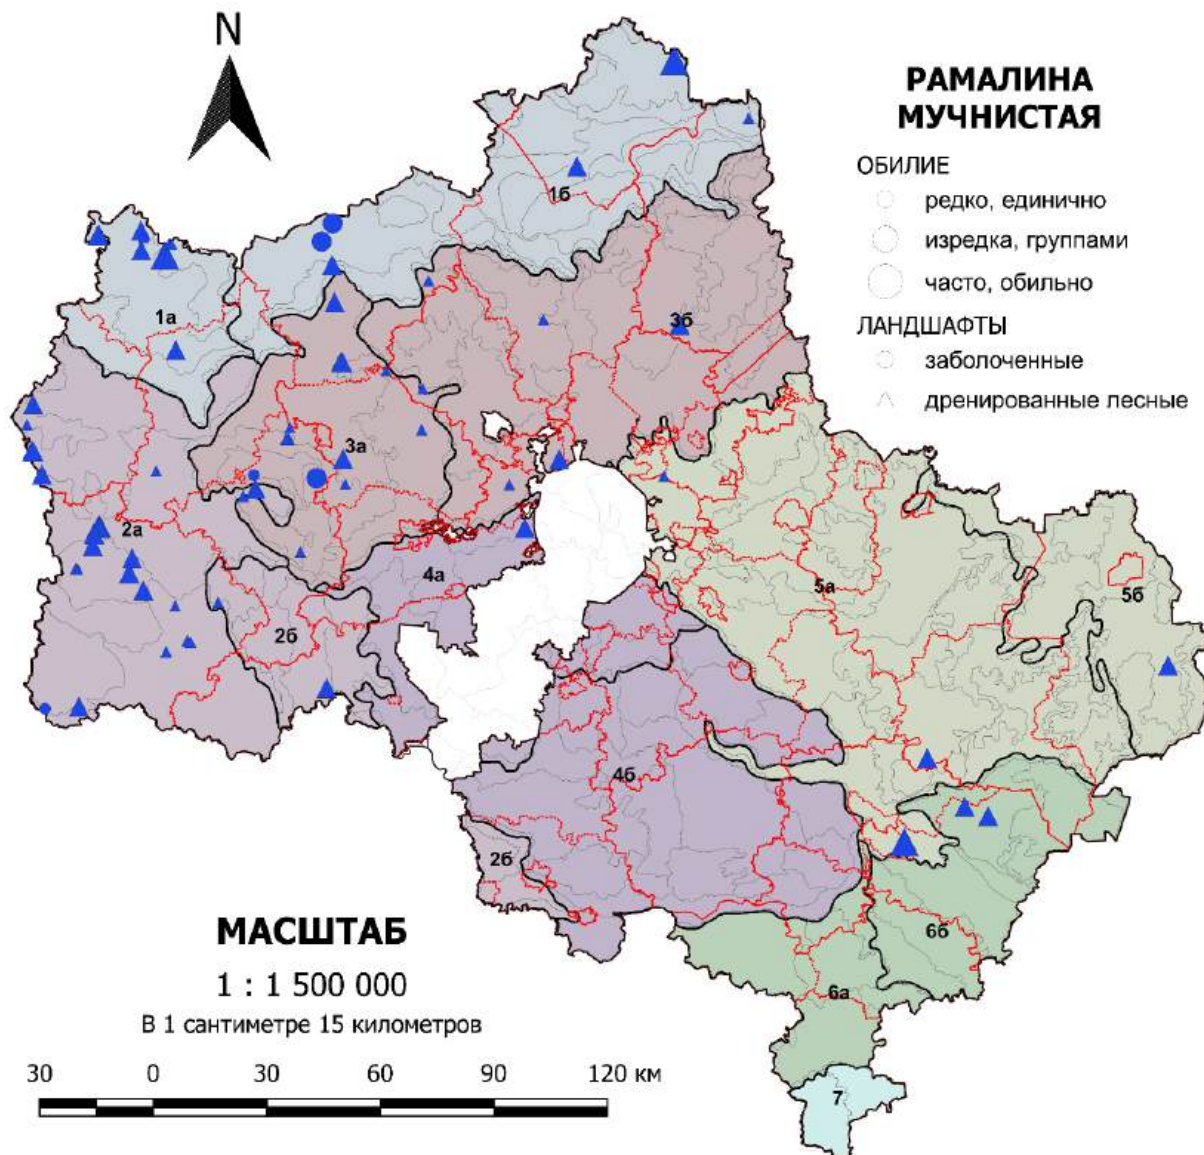 N
РАМАЛИНА
МУЧНИСТАЯ
ОБИЛИЕ
редко, единично
изредка, группами
часто, обильно
ЛАНДШАФТЫ
заболоченные
дренированные лесные
1б
1а
3б
3а
2а
4а
5а
5б
2б
4б
2б
6б
6а
7
МАСШТАБ
1 : 1 500 000
В 1 сантиметре 15 километров
30 0 30 60 90 120 км